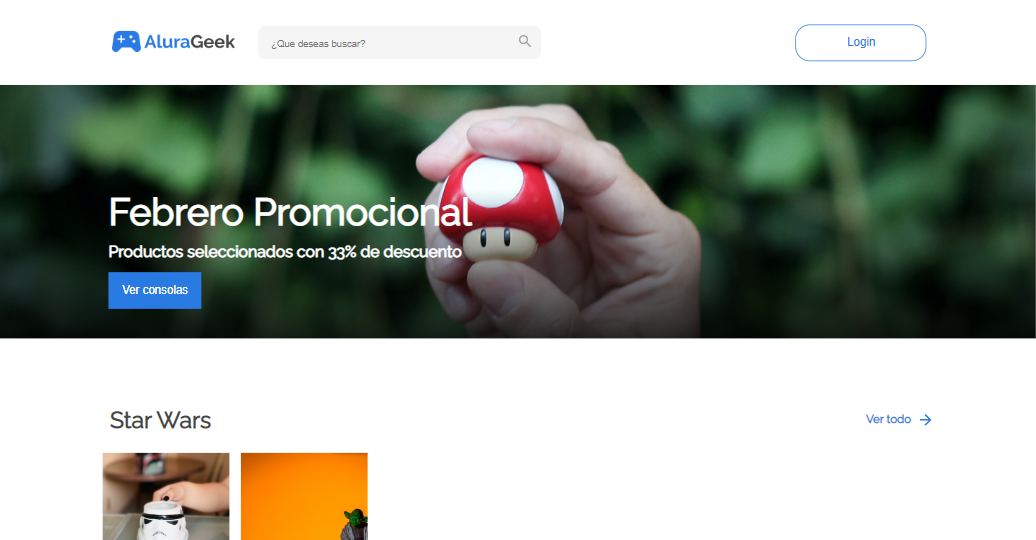 AluraGeek
¿Que deseas buscar?
Login
Febrero Promocional
Productos seleccionados con 33% de descuento
Ver consolas
Star Wars
Ver todo